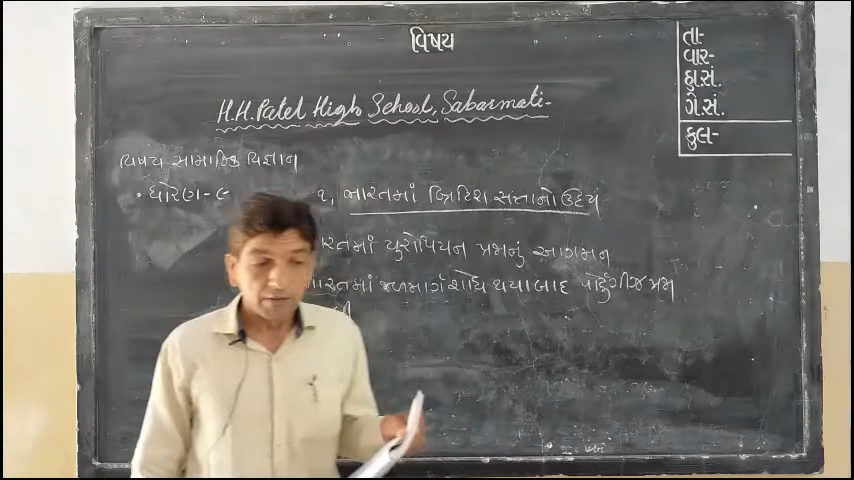 વિષય
તા-
વાર-
હા.સં.
ગે.સં.
કુલ-
H.H. Patel High School, Sabarmati-
વિષય સામાજિક વિજ્ઞાન
• ધોરણ-૯
૧, ભારતમાં બ્રિટિશ સત્તાનો ઉદય
રતમાં યુરોપિયન પ્રજાનું આગમન
ારતમાં જળમાર્ગ શોધ થયા બાદ પોર્ટુગીજ પ્રજા